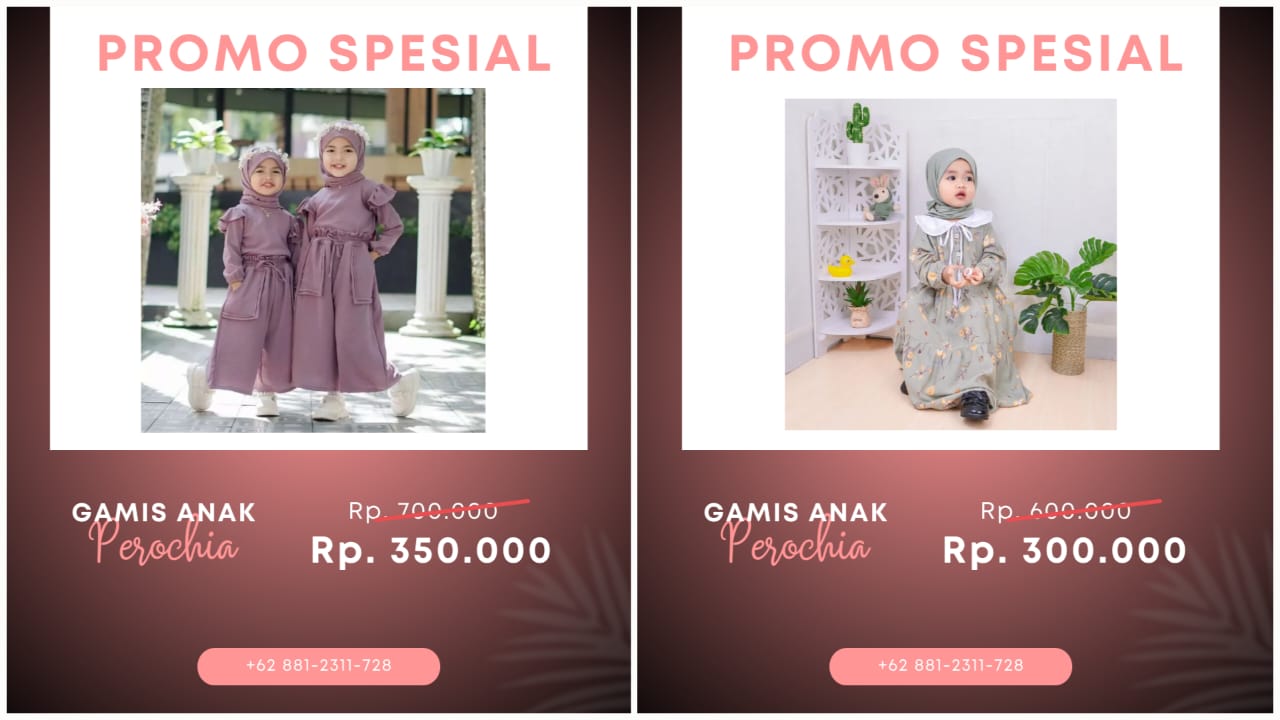 PROMO SPESIAL
GAMIS ANAK
Perochia
Rp. 700.000
Rp. 350.000
+62 881-2311-728
PROMO SPESIAL
GAMIS ANAK
Perochia
Rp. 600.000
Rp. 300.000
+62 881-2311-728